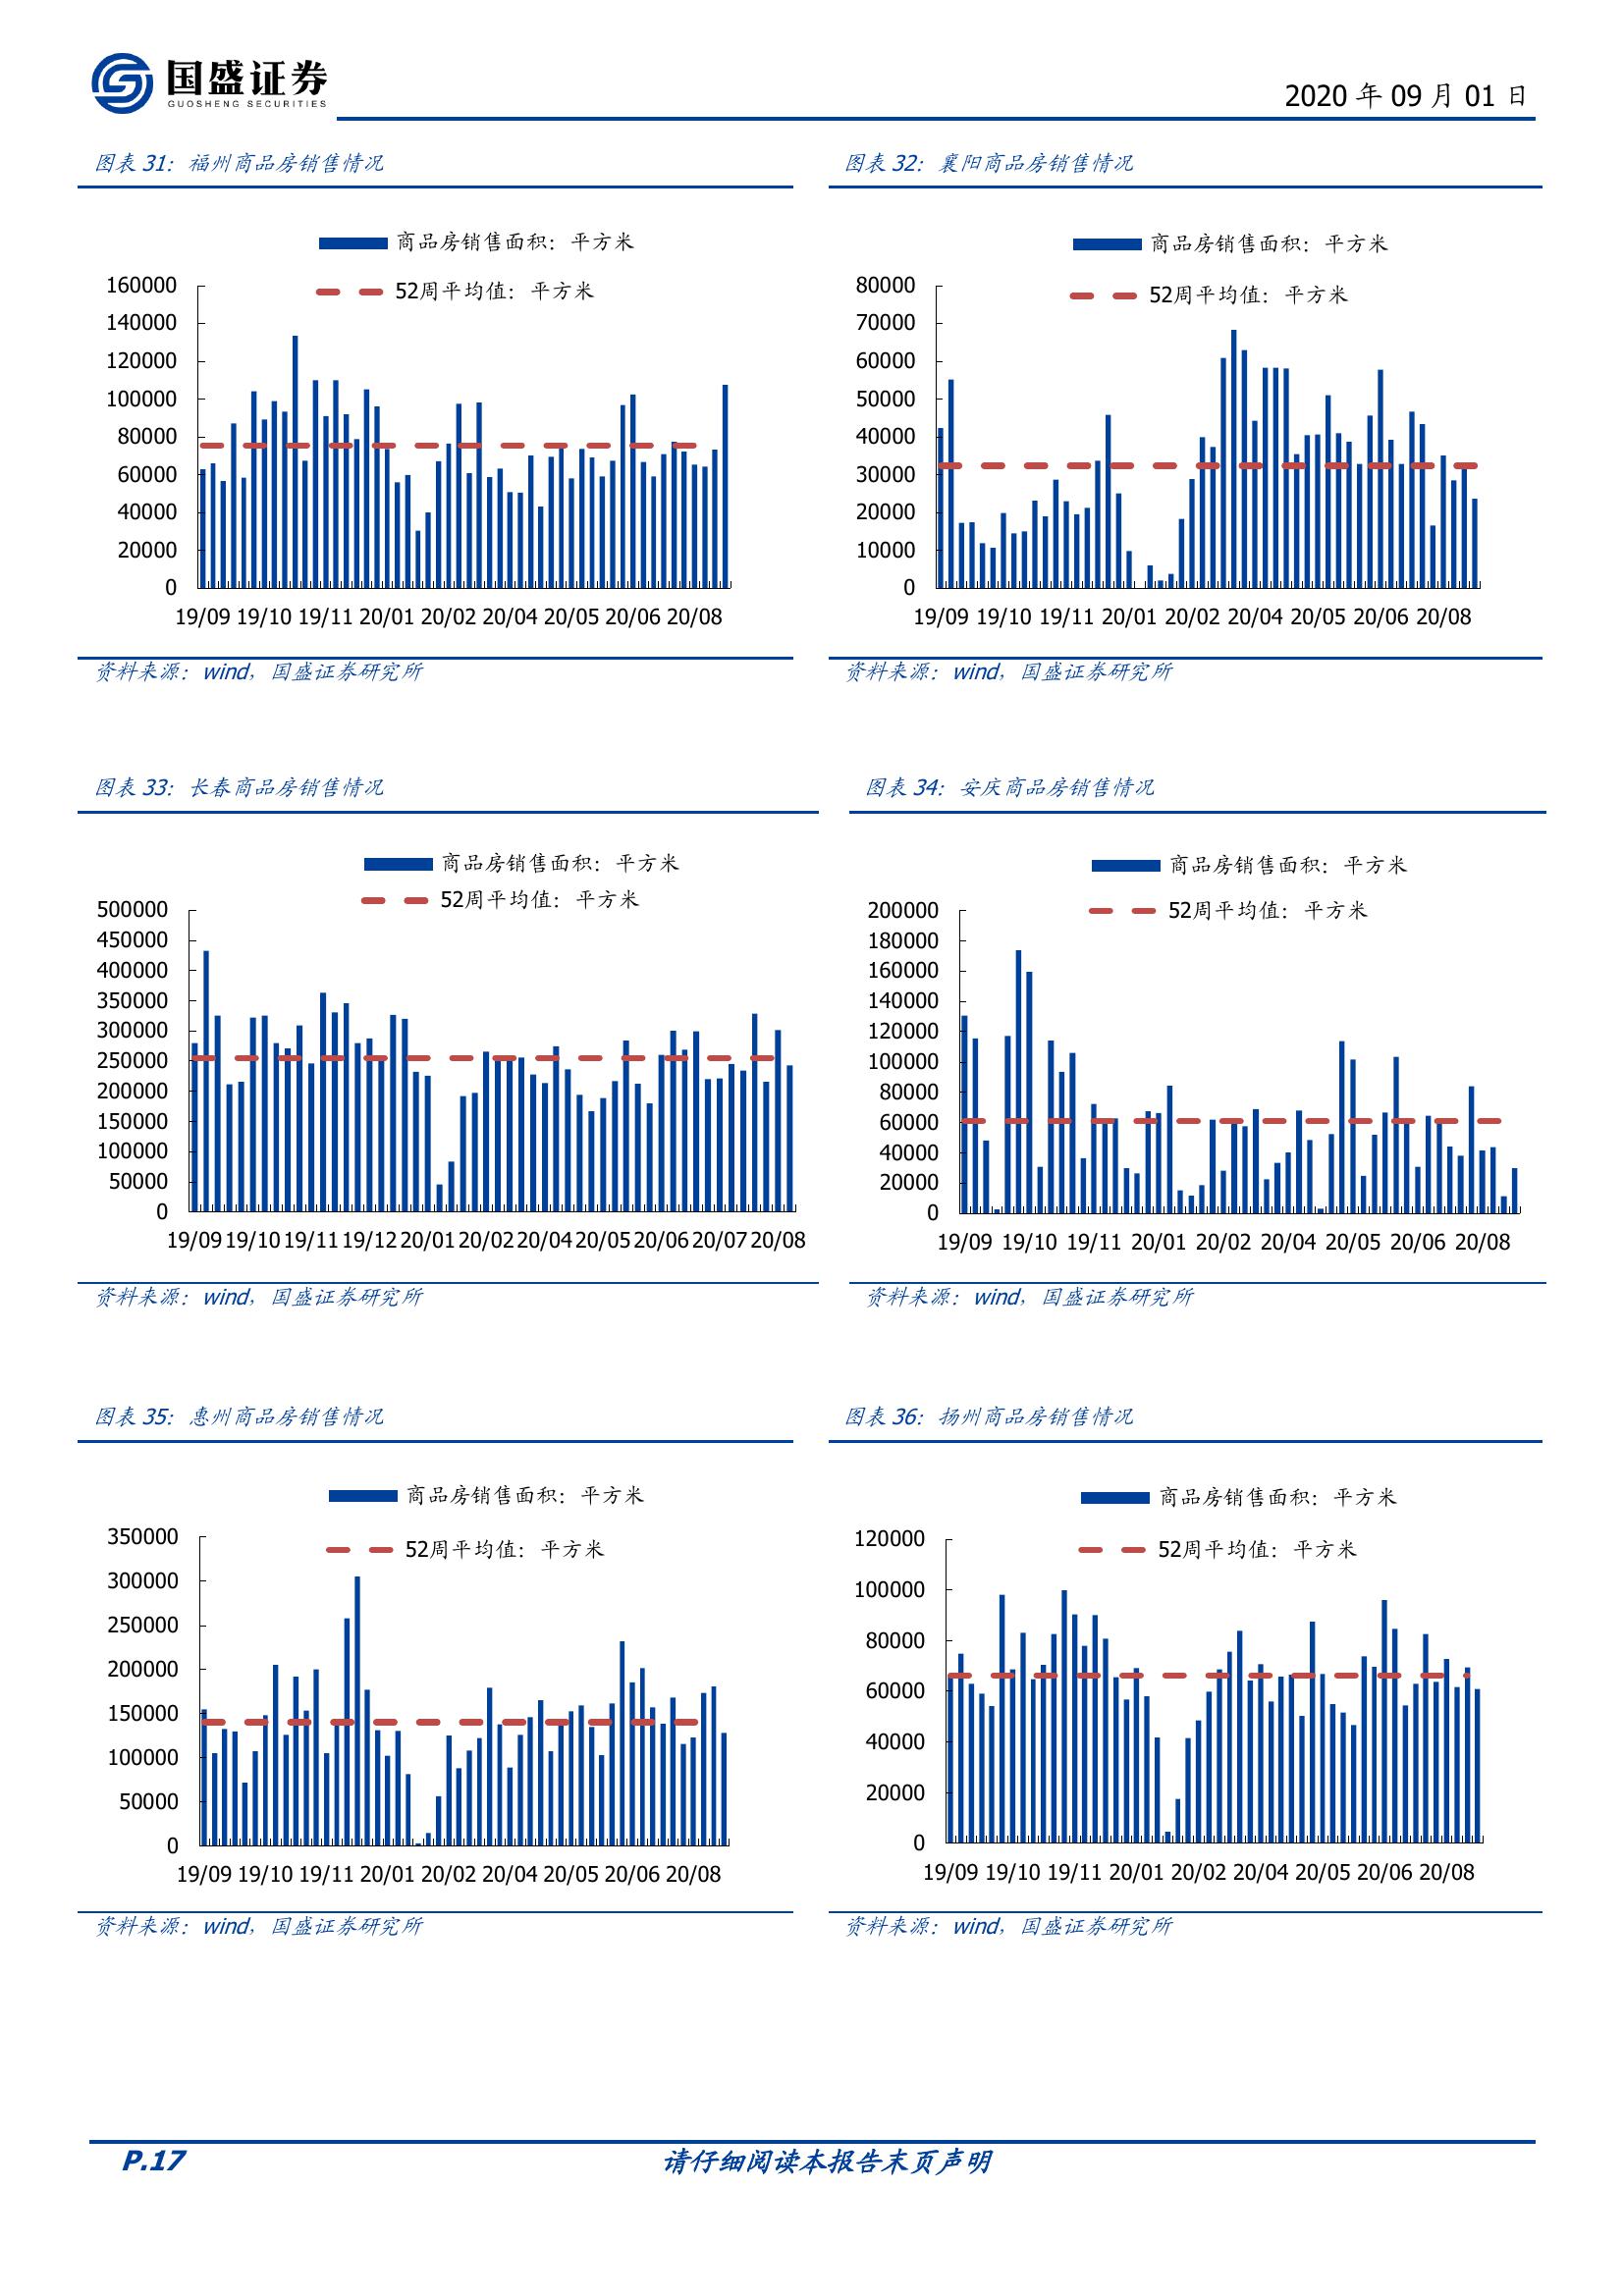 国盛证券
GUOSHENG SECURITIES
2020 年 09 月 01 日
图表 31：福州商品房销售情况
商品房销售面积：平方米
52周平均值：平方米
160000
140000
120000
100000
80000
60000
40000
20000
0
19/09 19/10 19/11 20/01 20/02 20/04 20/05 20/06 20/08
资料来源：wind，国盛证券研究所
图表 32：襄阳商品房销售情况
商品房销售面积：平方米
52周平均值：平方米
80000
70000
60000
50000
40000
30000
20000
10000
0
19/09 19/10 19/11 20/01 20/02 20/04 20/05 20/06 20/08
资料来源：wind，国盛证券研究所
图表 33：长春商品房销售情况
商品房销售面积：平方米
52周平均值：平方米
500000
450000
400000
350000
300000
250000
200000
150000
100000
50000
0
19/09 19/10 19/11 19/12 20/01 20/02 20/04 20/05 20/06 20/07 20/08
资料来源：wind，国盛证券研究所
图表 34：安庆商品房销售情况
商品房销售面积：平方米
52周平均值：平方米
200000
180000
160000
140000
120000
100000
80000
60000
40000
20000
0
19/09 19/10 19/11 20/01 20/02 20/04 20/05 20/06 20/08
资料来源：wind，国盛证券研究所
图表 35：惠州商品房销售情况
商品房销售面积：平方米
52周平均值：平方米
350000
300000
250000
200000
150000
100000
50000
0
19/09 19/10 19/11 20/01 20/02 20/04 20/05 20/06 20/08
资料来源：wind，国盛证券研究所
图表 36：扬州商品房销售情况
商品房销售面积：平方米
52周平均值：平方米
120000
100000
80000
60000
40000
20000
0
19/09 19/10 19/11 20/01 20/02 20/04 20/05 20/06 20/08
资料来源：wind，国盛证券研究所
P.17
请仔细阅读本报告末页声明